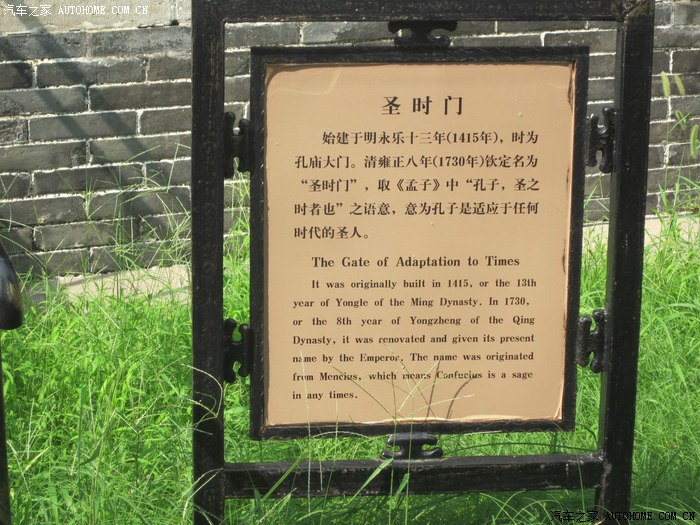 汽车之家 AUTOHOME.COM.CN
汽车之家 AUTOHOME.COM.CN
圣时门
始建于明永乐十三年(1415年)，时为
孔庙大门。清雍正八年(1730年)钦定名为
“圣时门”，取《孟子》中“孔子，圣之
时者也”之语意，意为孔子是适应于任何
时代的圣人。
The Gate of Adaptation to Times
It was originally built in 1415, or the 13th
year of Yongle of the Ming Dynasty. In 1730,
or the 8th year of Yongzheng of the Qing
Dynasty, it was renovated and given its present
name by the Emperor. The name was originated
from Mencius, which means Confucius is a sage
in any times.
汽车之家 AUTOHOME.COM.CN